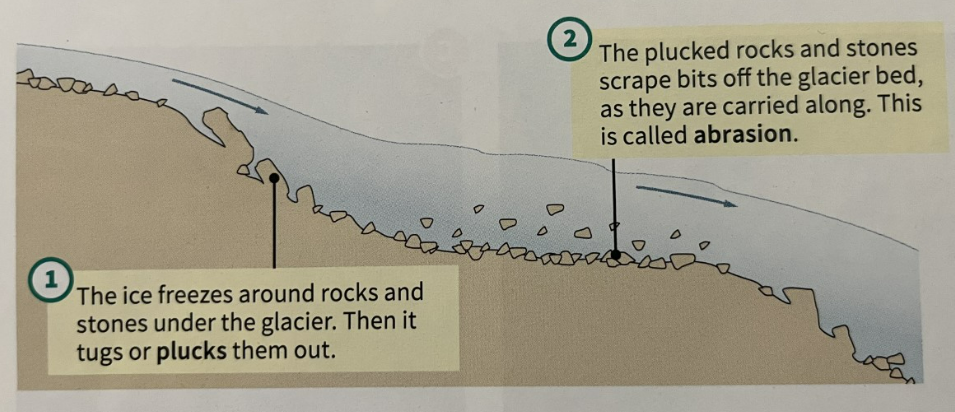 1
The ice freezes around rocks and
stones under the glacier. Then it
tugs or plucks them out.
2
The plucked rocks and stones
scrape bits off the glacier bed,
as they are carried along. This
is called abrasion.